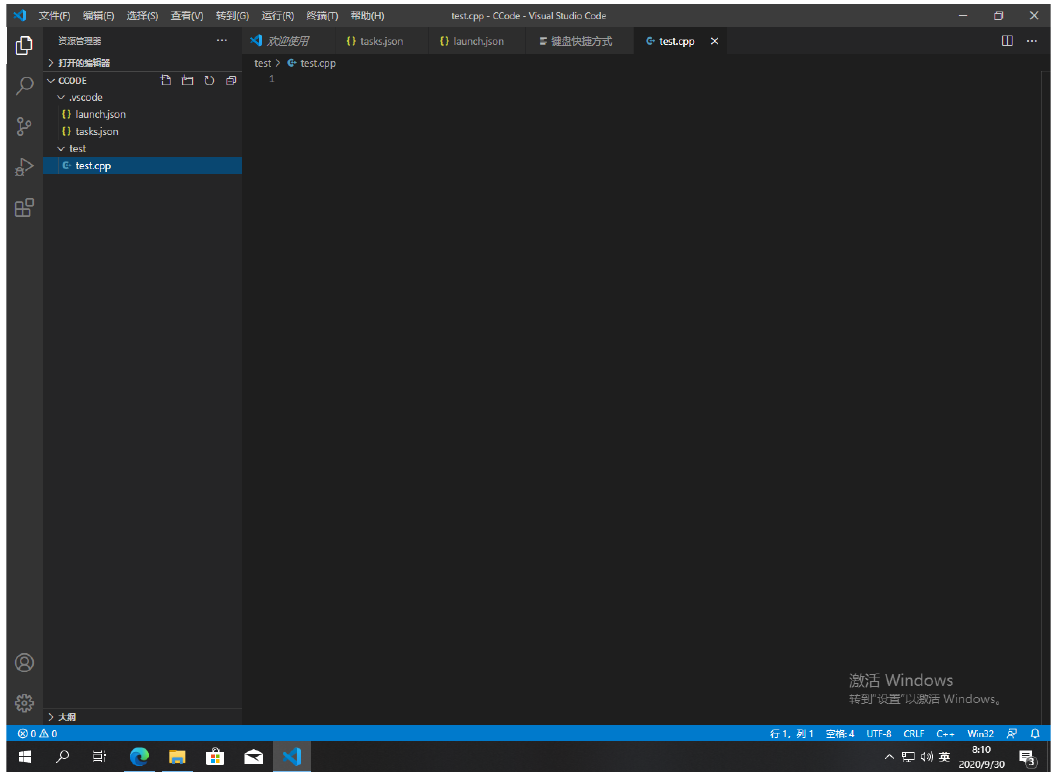 文件(F) 编辑(E) 选择(S) 查看(V) 转到(G) 运行(R) 终端(T) 帮助(H) test.cpp - CCode - Visual Studio Code
资源管理器 ···
欢迎使用 {} tasks.json {} launch.json 键盘快捷方式 test.cpp
打开的编辑器
test > test.cpp
CCODE
1
.vscode
{} launch.json
{} tasks.json
test
test.cpp
激活 Windows
转到"设置"以激活 Windows。
大纲
0 0 行 1, 列 1 空格: 4 UTF-8 CRLF C++ Win32
英 8:10
2020/9/30
3